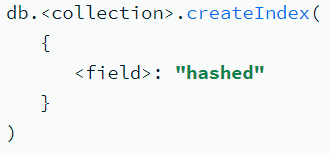 db.<collection>.createIndex(
   {
      <field>: "hashed"
   }
)